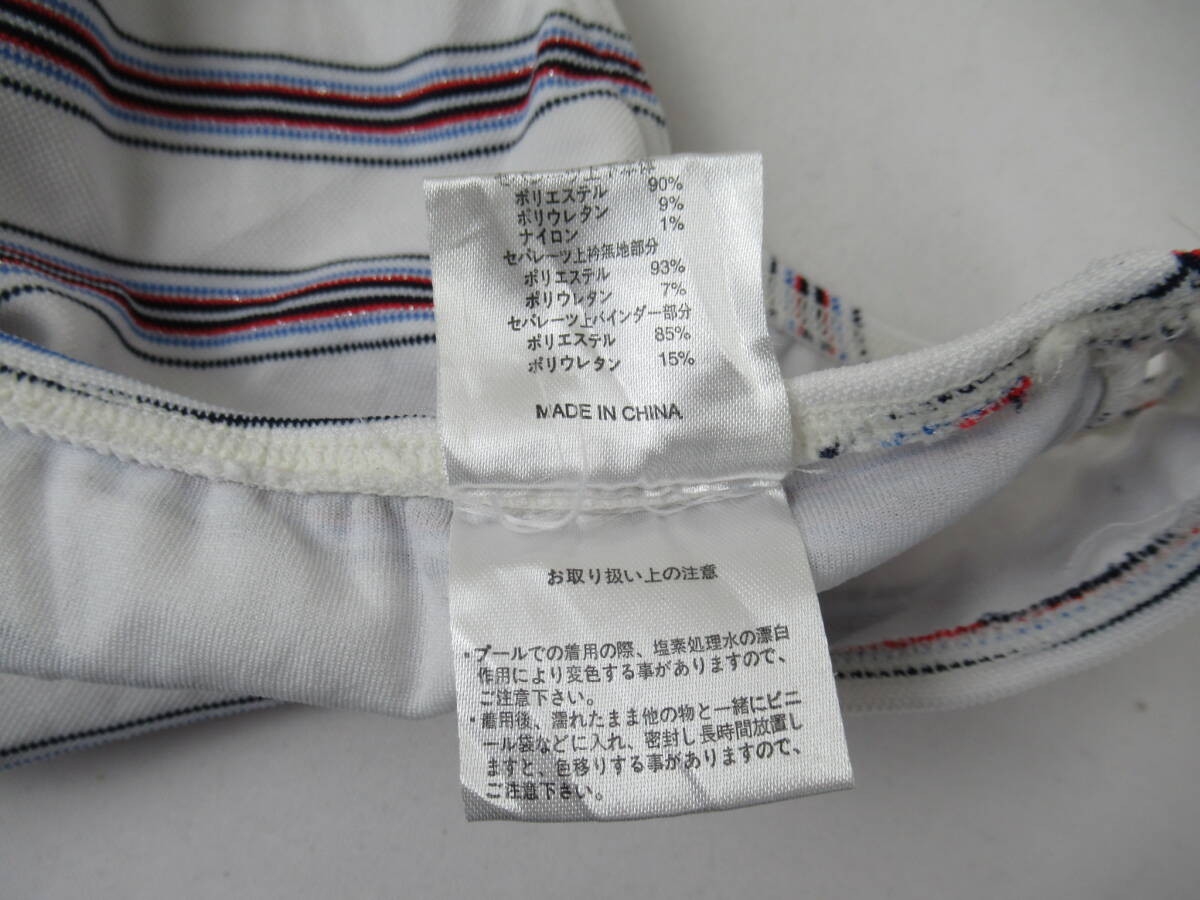 ポリエステル 90%
ポリウレタン 9%
ナイロン 1%
セパレーツ上衿無地部分
ポリエステル 93%
ポリウレタン 7%
セパレーツ上バインダー部分
ポリエステル 85%
ポリウレタン 15%
MADE IN CHINA
お取り扱い上の注意
・プールでの着用の際、塩素処理水の漂白
作用により変色する事がありますので、
ご注意下さい。
・着用後、濡れたまま他の物と一緒にビニ
ール袋などに入れ、密封し長時間放置し
ますと、色移りする事がありますので、
ご注意下さい。